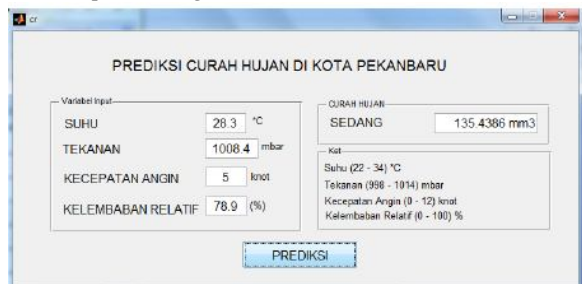 cr
PREDIKSI CURAH HUJAN DI KOTA PEKANBARU
Variabel Input
SUHU 28.3 °C
TEKANAN 1008.4 mbar
KECEPATAN ANGIN 5 knot
KELEMBABAN RELATIF 78.9 (%)
CURAH HUJAN
SEDANG 135.4386 mm3
Ket
Suhu (22 - 34) °C
Tekanan (998 - 1014) mbar
Kecepatan Angin (0 - 12) knot
Kelembaban Relatif (0 - 100) %
PREDIKSI